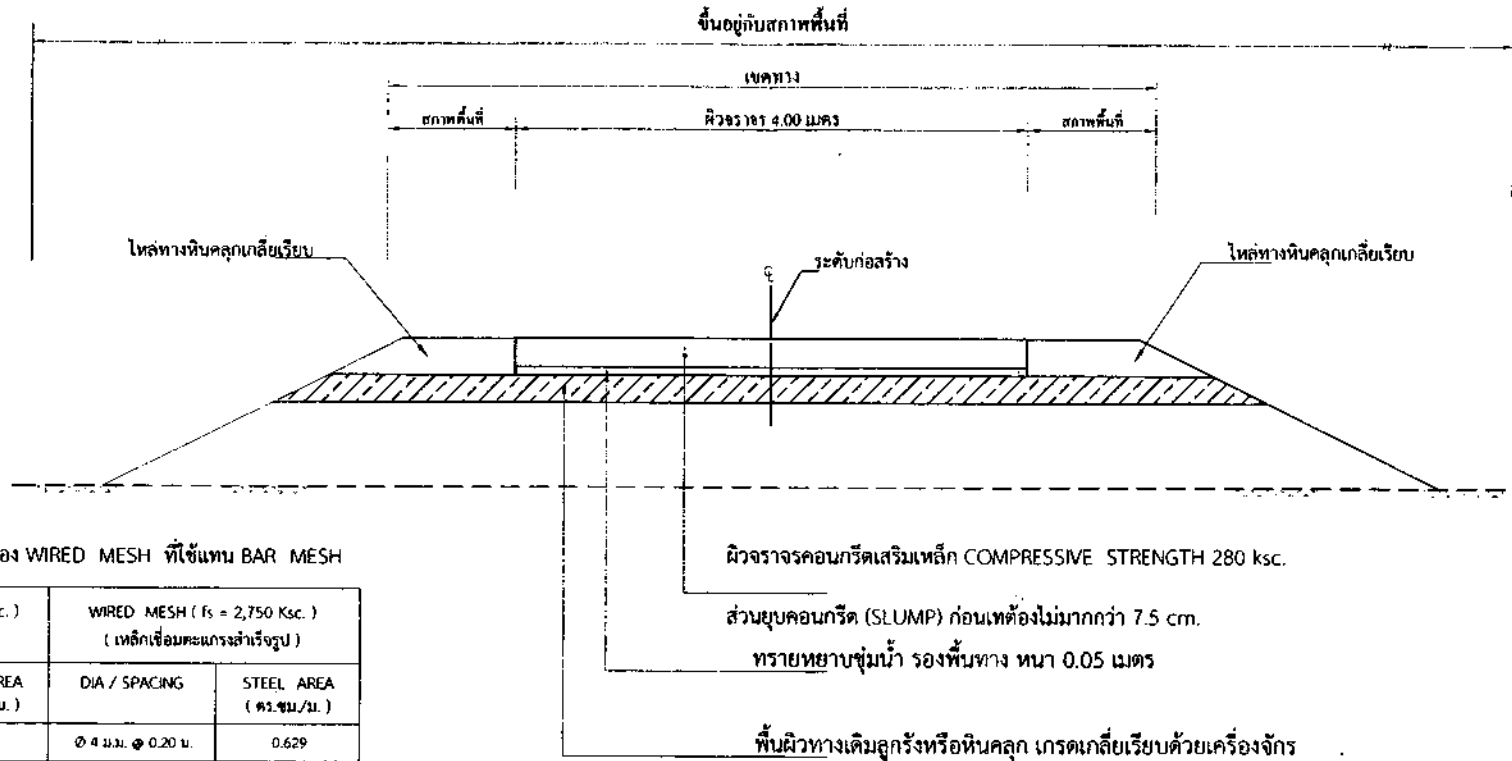 ขึ้นอยู่กับสภาพพื้นที่
เขตทาง
สภาพพื้นที่ ผิวจราจร 4.00 เมตร สภาพพื้นที่
ไหล่ทางหินคลุกเกลี่ยเรียบ ℄ ระดับก่อสร้าง ไหล่ทางหินคลุกเกลี่ยเรียบ
อง WIRED MESH ที่ใช้แทน BAR MESH
c. ) WIRED MESH ( fs = 2,750 Ksc. )
( เหล็กเชื่อมตะแกรงสำเร็จรูป )
REA DIA / SPACING STEEL AREA
ม. ) ( ตร.ซม./ม. )
Ø 4 ม.ม. @ 0.20 ม. 0.629
ผิวจราจรคอนกรีตเสริมเหล็ก COMPRESSIVE STRENGTH 280 ksc.
ส่วนยุบคอนกรีต (SLUMP) ก่อนเทต้องไม่มากกว่า 7.5 cm.
ทรายหยาบชุ่มน้ำ รองพื้นทาง หนา 0.05 เมตร
พื้นผิวทางเดิมลูกรังหรือหินคลุก เกรดเกลี่ยเรียบด้วยเครื่องจักร